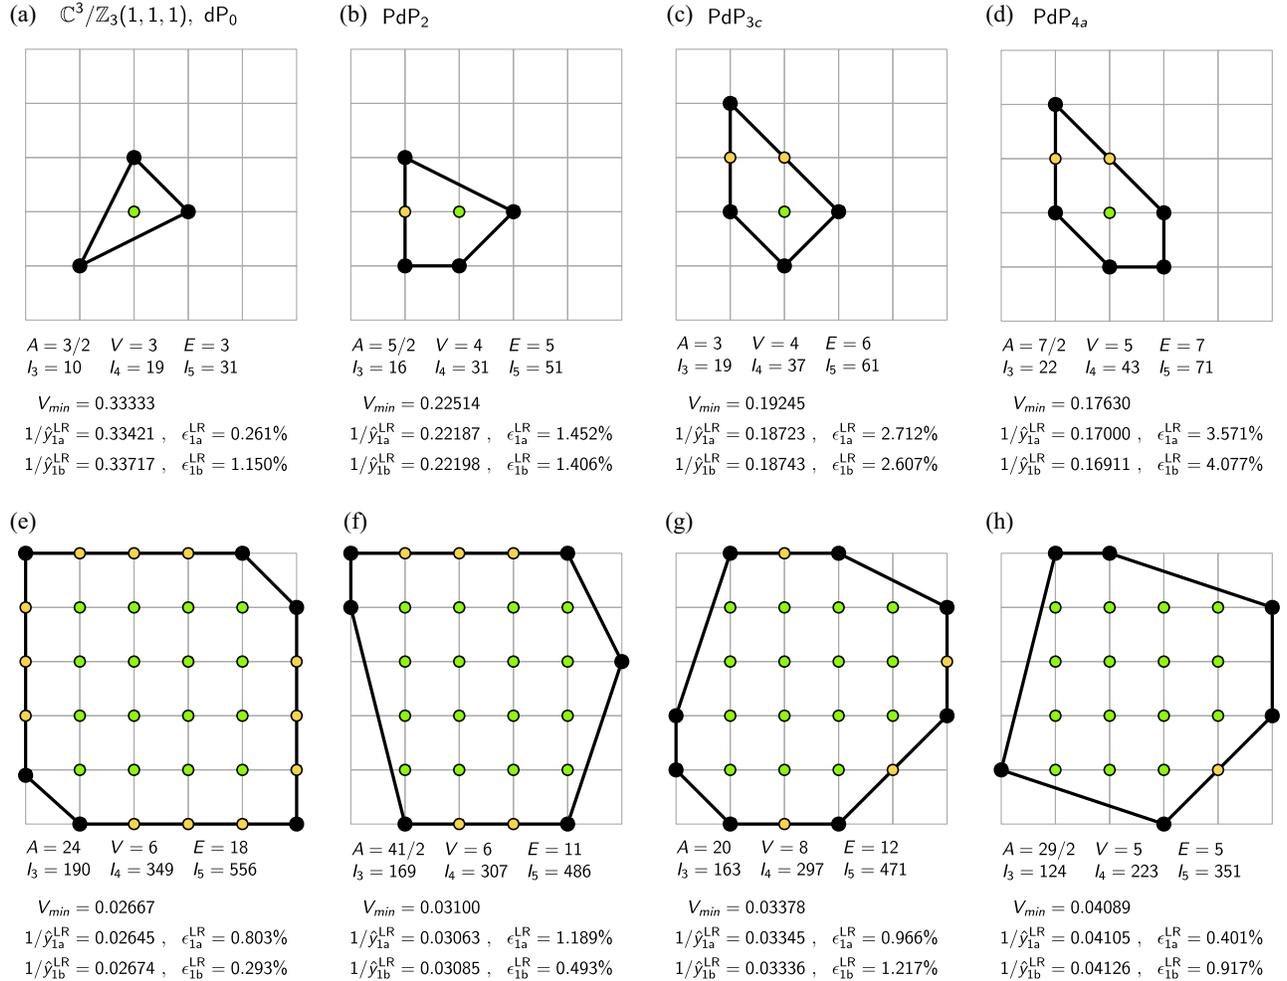 (a) ℂ³/ℤ₃(1,1,1), dP₀
(b) PdP₂
(c) PdP₃c
(d) PdP₄a
A = 3/2 V = 3 E = 3
I₃ = 10 I₄ = 19 I₅ = 31
V_min = 0.33333
1/ŷ₁ₐ^LR = 0.33421 , ϵ₁ₐ^LR = 0.261%
1/ŷ₁b^LR = 0.33717 , ϵ₁b^LR = 1.150%
A = 5/2 V = 4 E = 5
I₃ = 16 I₄ = 31 I₅ = 51
V_min = 0.22514
1/ŷ₁ₐ^LR = 0.22187 , ϵ₁ₐ^LR = 1.452%
1/ŷ₁b^LR = 0.22198 , ϵ₁b^LR = 1.406%
A = 3 V = 4 E = 6
I₃ = 19 I₄ = 37 I₅ = 61
V_min = 0.19245
1/ŷ₁ₐ^LR = 0.18723 , ϵ₁ₐ^LR = 2.712%
1/ŷ₁b^LR = 0.18743 , ϵ₁b^LR = 2.607%
A = 7/2 V = 5 E = 7
I₃ = 22 I₄ = 43 I₅ = 71
V_min = 0.17630
1/ŷ₁ₐ^LR = 0.17000 , ϵ₁ₐ^LR = 3.571%
1/ŷ₁b^LR = 0.16911 , ϵ₁b^LR = 4.077%
(e)
(f)
(g)
(h)
A = 24 V = 6 E = 18
I₃ = 190 I₄ = 349 I₅ = 556
V_min = 0.02667
1/ŷ₁ₐ^LR = 0.02645 , ϵ₁ₐ^LR = 0.803%
1/ŷ₁b^LR = 0.02674 , ϵ₁b^LR = 0.293%
A = 41/2 V = 6 E = 11
I₃ = 169 I₄ = 307 I₅ = 486
V_min = 0.03100
1/ŷ₁ₐ^LR = 0.03063 , ϵ₁ₐ^LR = 1.189%
1/ŷ₁b^LR = 0.03085 , ϵ₁b^LR = 0.493%
A = 20 V = 8 E = 12
I₃ = 163 I₄ = 297 I₅ = 471
V_min = 0.03378
1/ŷ₁ₐ^LR = 0.03345 , ϵ₁ₐ^LR = 0.966%
1/ŷ₁b^LR = 0.03336 , ϵ₁b^LR = 1.217%
A = 29/2 V = 5 E = 5
I₃ = 124 I₄ = 223 I₅ = 351
V_min = 0.04089
1/ŷ₁ₐ^LR = 0.04105 , ϵ₁ₐ^LR = 0.401%
1/ŷ₁b^LR = 0.04126 , ϵ₁b^LR = 0.917%